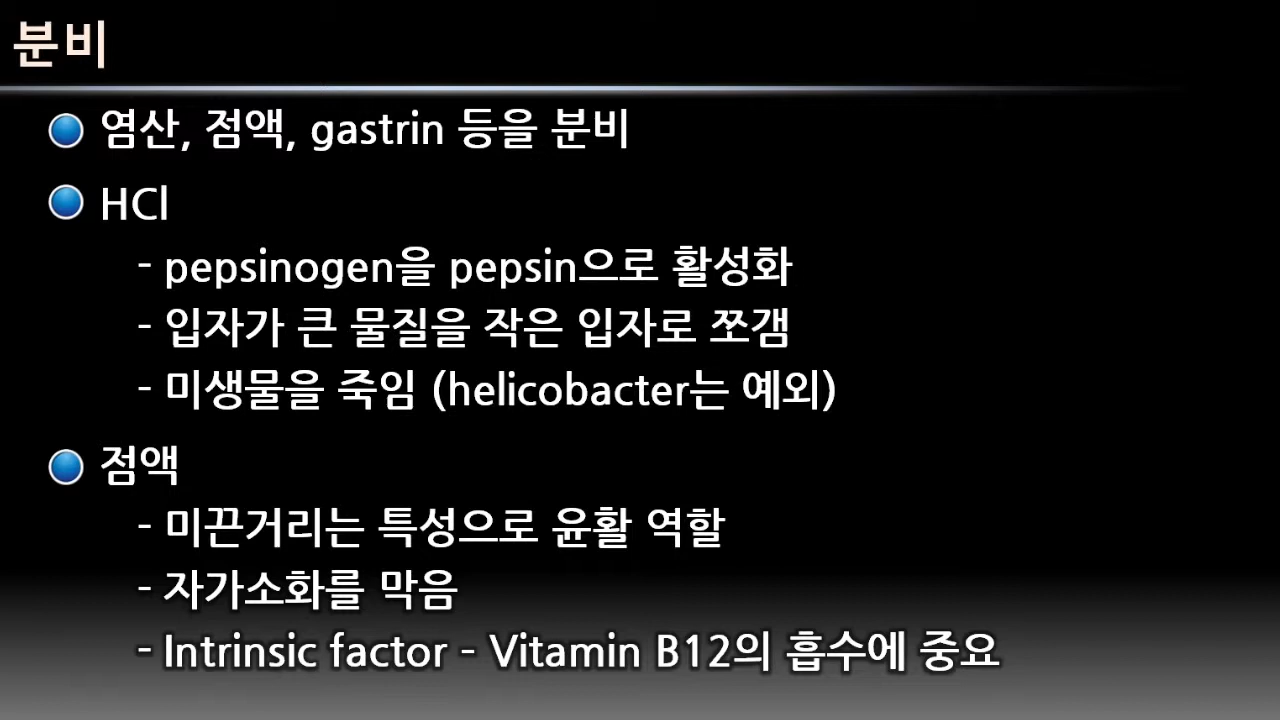 분비
염산, 점액, gastrin 등을 분비
HCl
- pepsinogen을 pepsin으로 활성화
- 입자가 큰 물질을 작은 입자로 쪼갬
- 미생물을 죽임 (helicobacter는 예외)
점액
- 미끈거리는 특성으로 윤활 역할
- 자가소화를 막음
- Intrinsic factor - Vitamin B12의 흡수에 중요